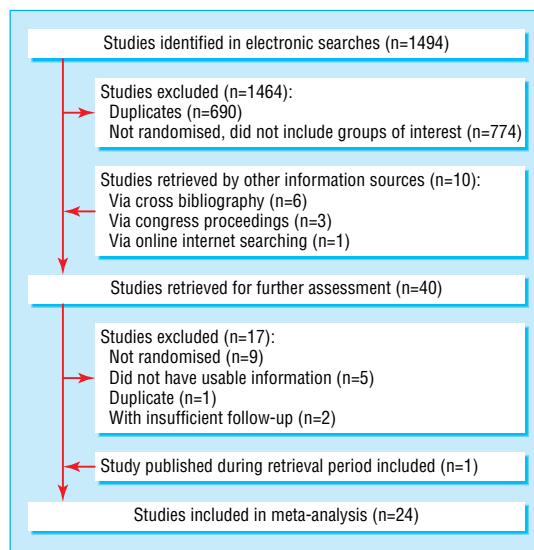 Studies identified in electronic searches (n=1494)
Studies excluded (n=1464):
Duplicates (n=690)
Not randomised, did not include groups of interest (n=774)
Studies retrieved by other information sources (n=10):
Via cross bibliography (n=6)
Via congress proceedings (n=3)
Via online internet searching (n=1)
Studies retrieved for further assessment (n=40)
Studies excluded (n=17):
Not randomised (n=9)
Did not have usable information (n=5)
Duplicate (n=1)
With insufficient follow-up (n=2)
Study published during retrieval period included (n=1)
Studies included in meta-analysis (n=24)